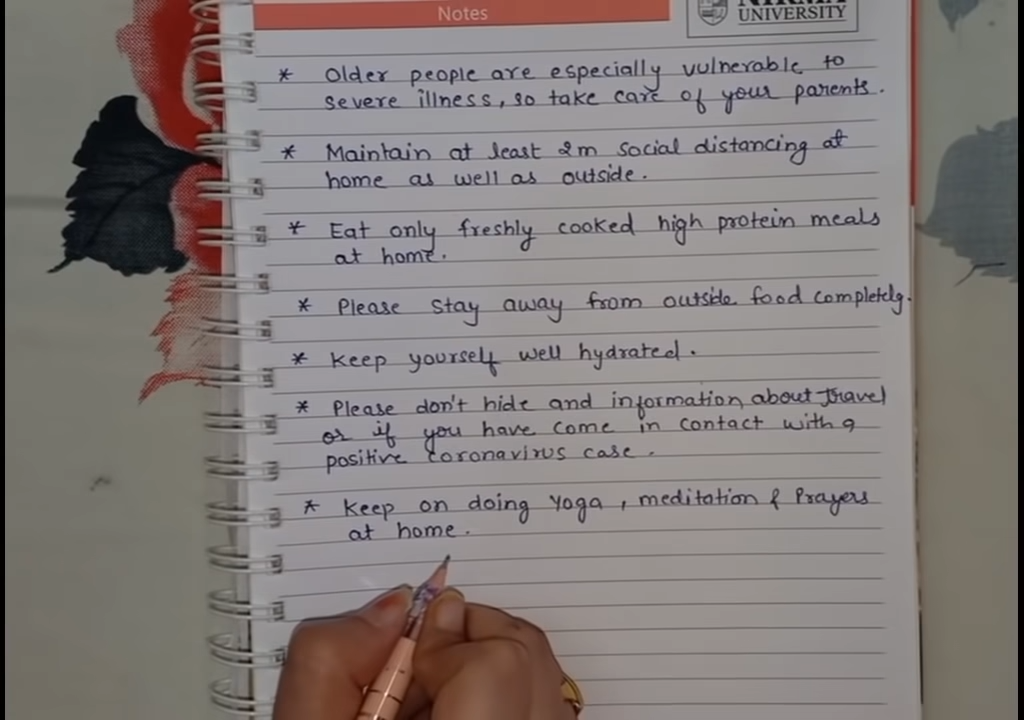 Notes
UNIVERSITY
* Older people are especially vulnerable to
severe illness, so take care of your parents.
* Maintain at least 2m social distancing at
home as well as outside.
* Eat only freshly cooked high protein meals
at home.
* Please stay away from outside food completely.
* Keep yourself well hydrated.
* Please don't hide and information about travel
or if you have come in contact with a
positive coronavirus case.
* Keep on doing Yoga, meditation & Prayers
at home.